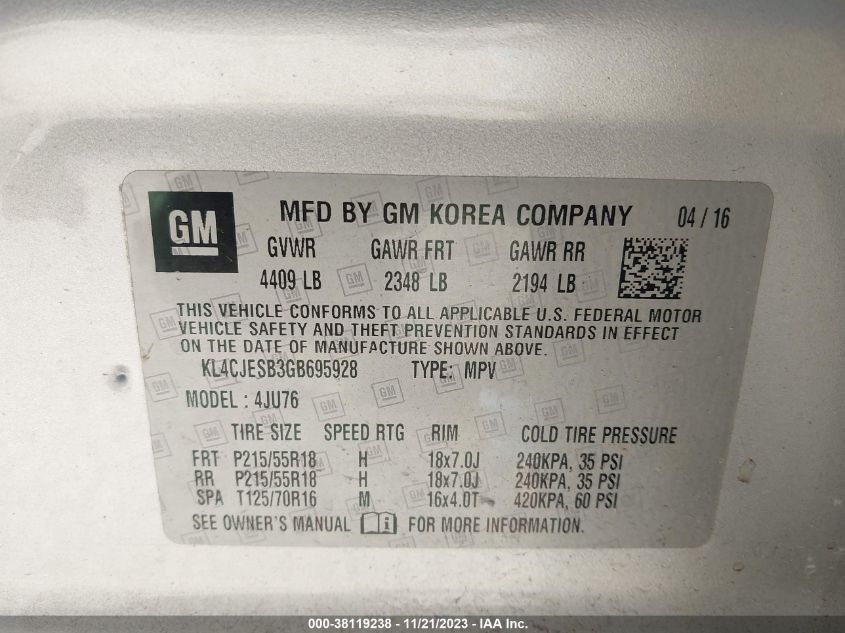 GM
MFD BY GM KOREA COMPANY 04 / 16
GVWR GAWR FRT GAWR RR
4409 LB 2348 LB 2194 LB
THIS VEHICLE CONFORMS TO ALL APPLICABLE U.S. FEDERAL MOTOR
VEHICLE SAFETY AND THEFT PREVENTION STANDARDS IN EFFECT
ON THE DATE OF MANUFACTURE SHOWN ABOVE.
KL4CJESB3GB695928 TYPE: MPV
MODEL : 4JU76
TIRE SIZE SPEED RTG RIM COLD TIRE PRESSURE
FRT P215/55R18 H 18x7.0J 240KPA, 35 PSI
RR P215/55R18 H 18x7.0J 240KPA, 35 PSI
SPA T125/70R16 M 16x4.0T 420KPA, 60 PSI
SEE OWNER'S MANUAL i FOR MORE INFORMATION.
000-38119238 - 11/21/2023 - IAA Inc.